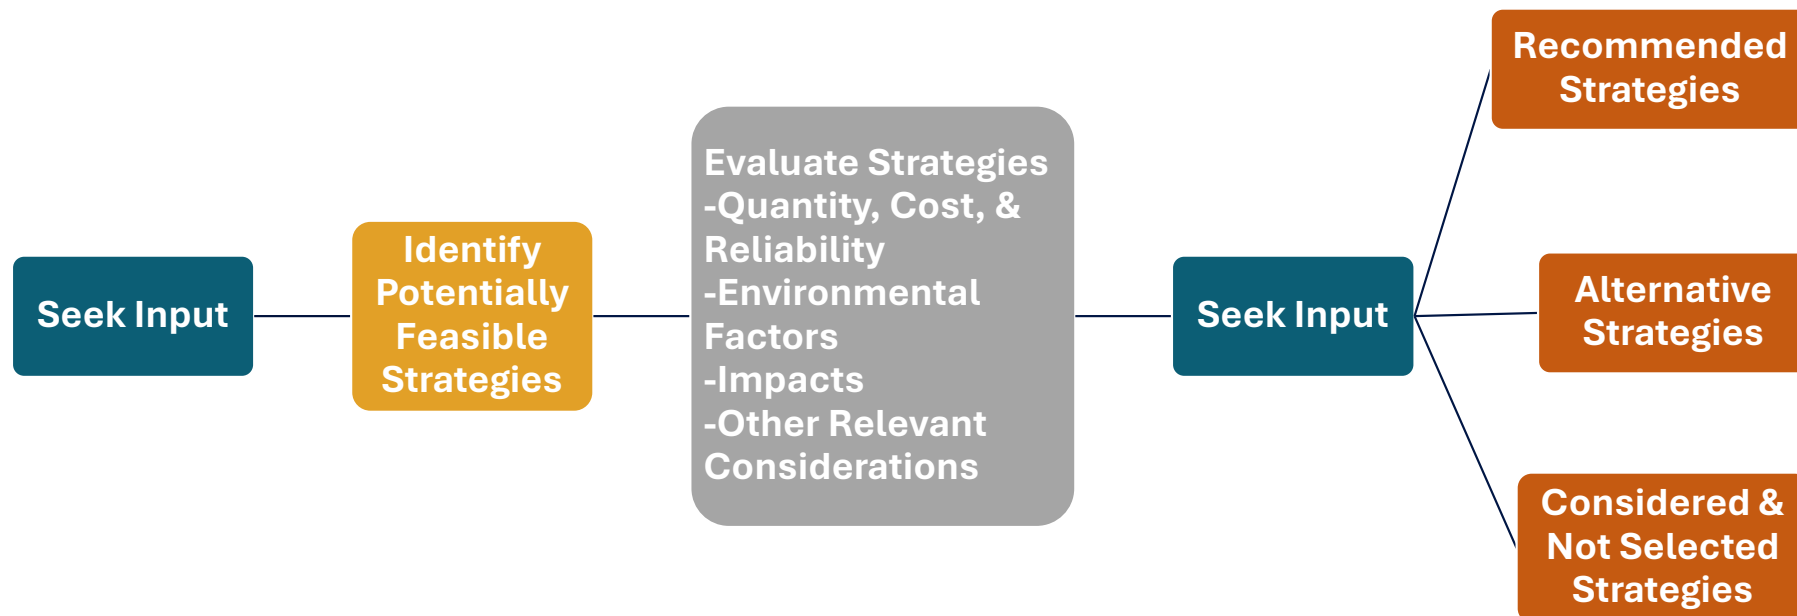 Seek Input
Identify
Potentially
Feasible
Strategies
Evaluate Strategies
-Quantity, Cost, &
Reliability
-Environmental
Factors
-Impacts
-Other Relevant
Considerations
Seek Input
Recommended
Strategies
Alternative
Strategies
Considered &
Not Selected
Strategies